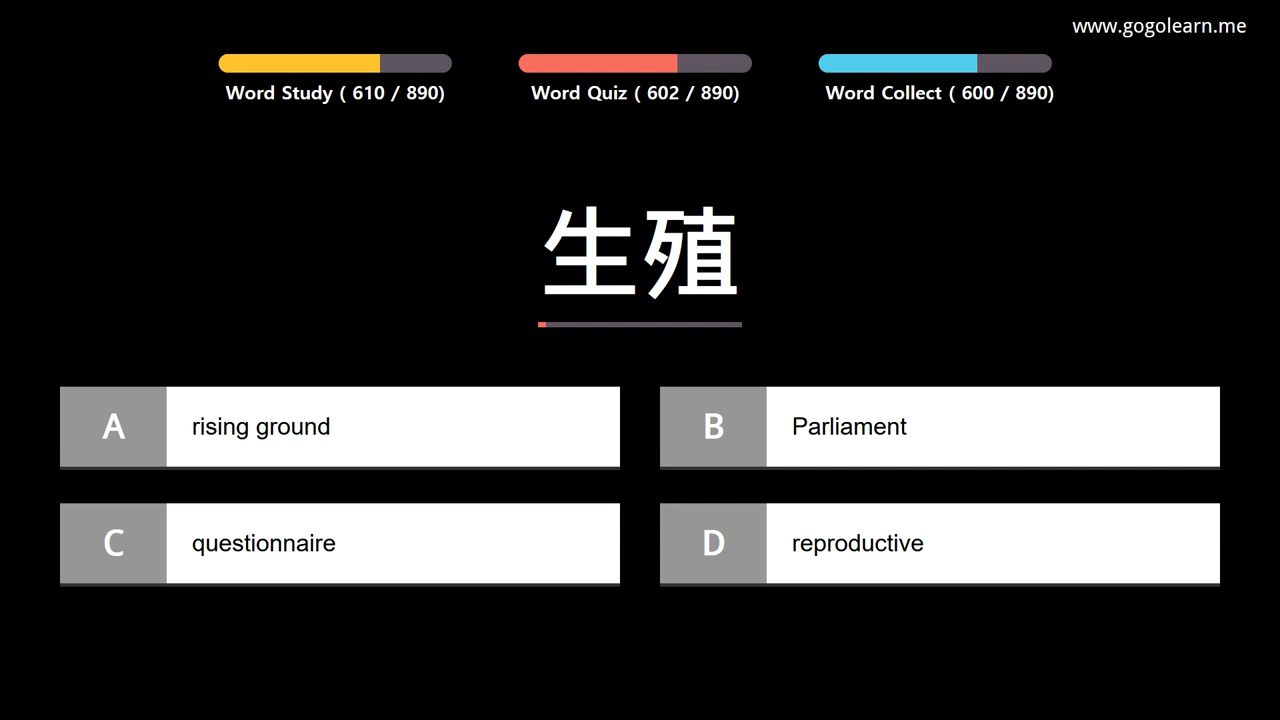 www.gogolearn.me
Word Study ( 610 / 890)
Word Quiz ( 602 / 890)
Word Collect ( 600 / 890)
生殖
A rising ground
B Parliament
C questionnaire
D reproductive